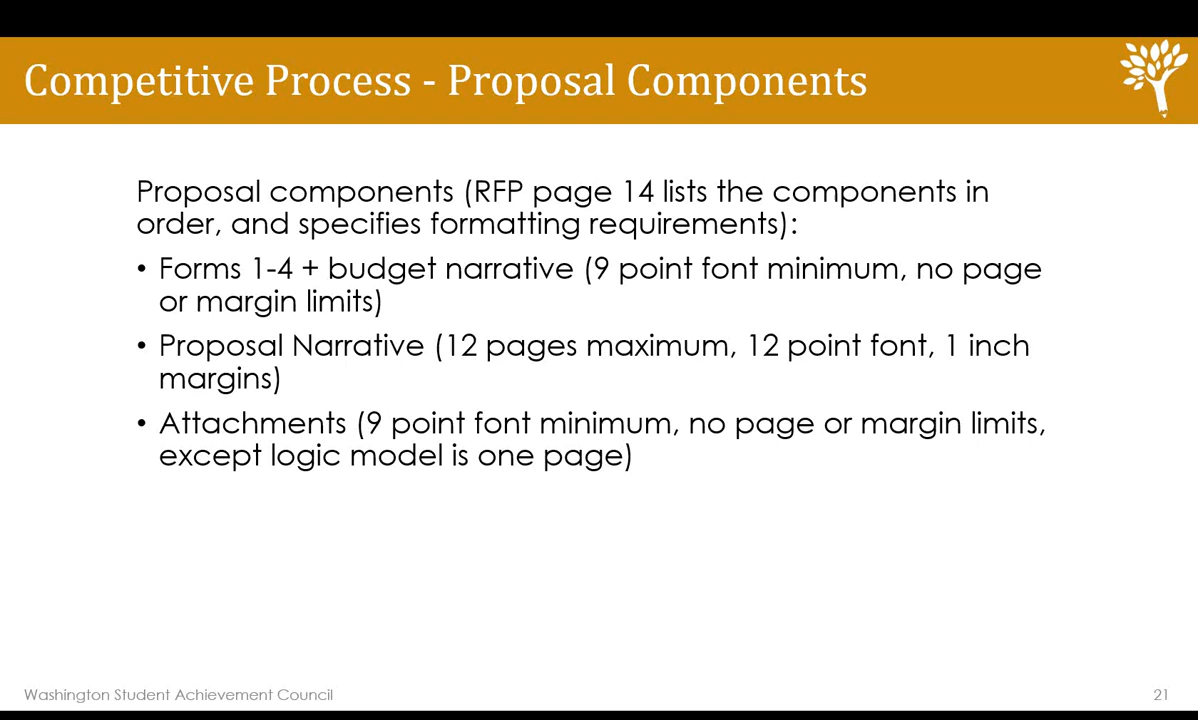 Competitive Process - Proposal Components
Proposal components (RFP page 14 lists the components in
order, and specifies formatting requirements):
• Forms 1-4 + budget narrative (9 point font minimum, no page
or margin limits)
• Proposal Narrative (12 pages maximum, 12 point font, 1 inch
margins)
• Attachments (9 point font minimum, no page or margin limits,
except logic model is one page)
Washington Student Achievement Council
21